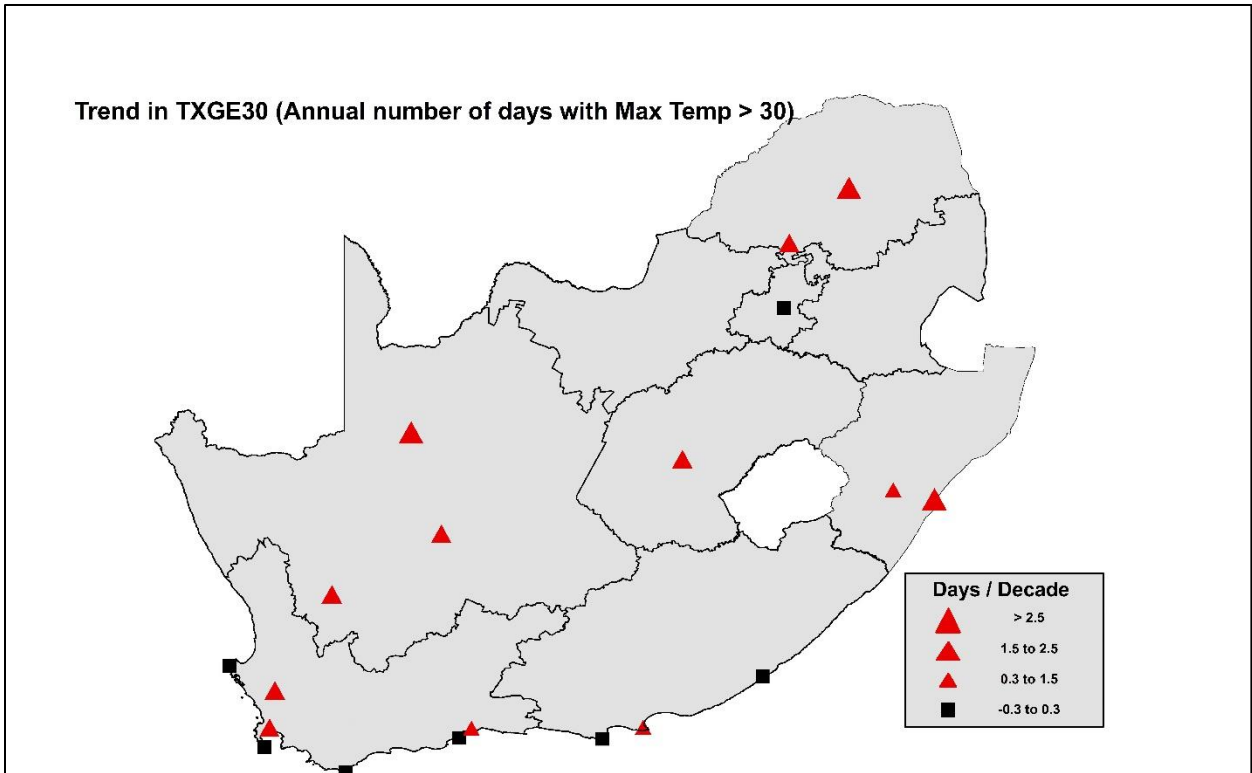 Trend in TXGE30 (Annual number of days with Max Temp > 30)
Days / Decade
> 2.5
1.5 to 2.5
0.3 to 1.5
-0.3 to 0.3